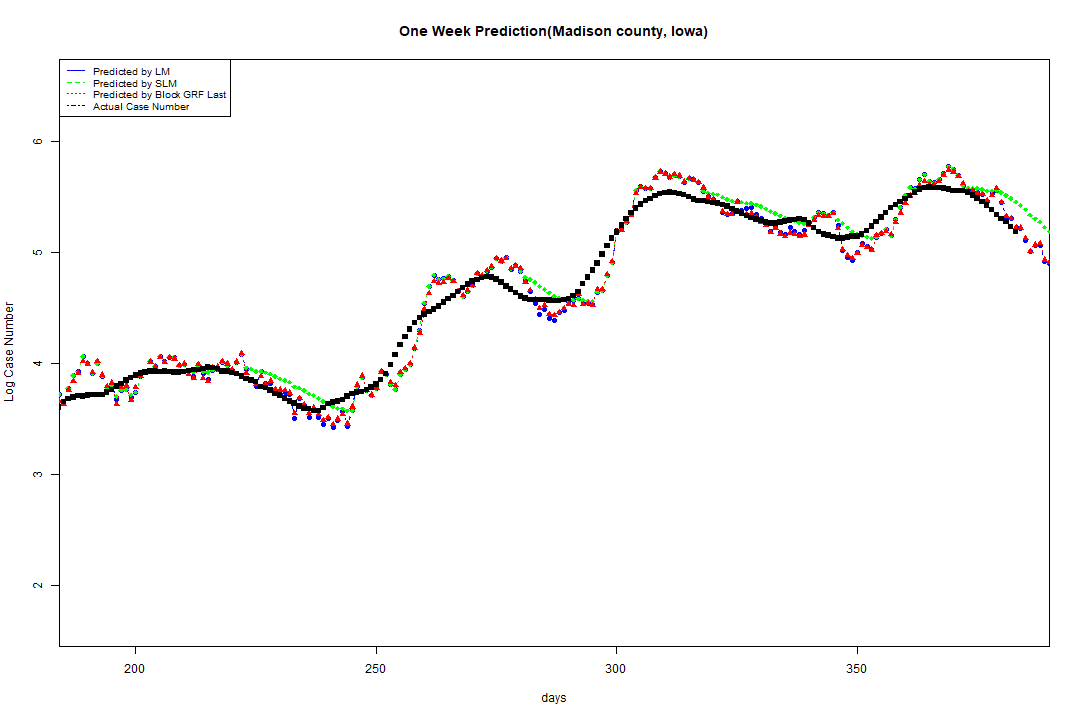 One Week Prediction(Madison county, Iowa)
Predicted by LM
Predicted by SLM
Predicted by Block GRF Last
Actual Case Number
6
5
4
3
2
Log Case Number
200
250
300
350
days